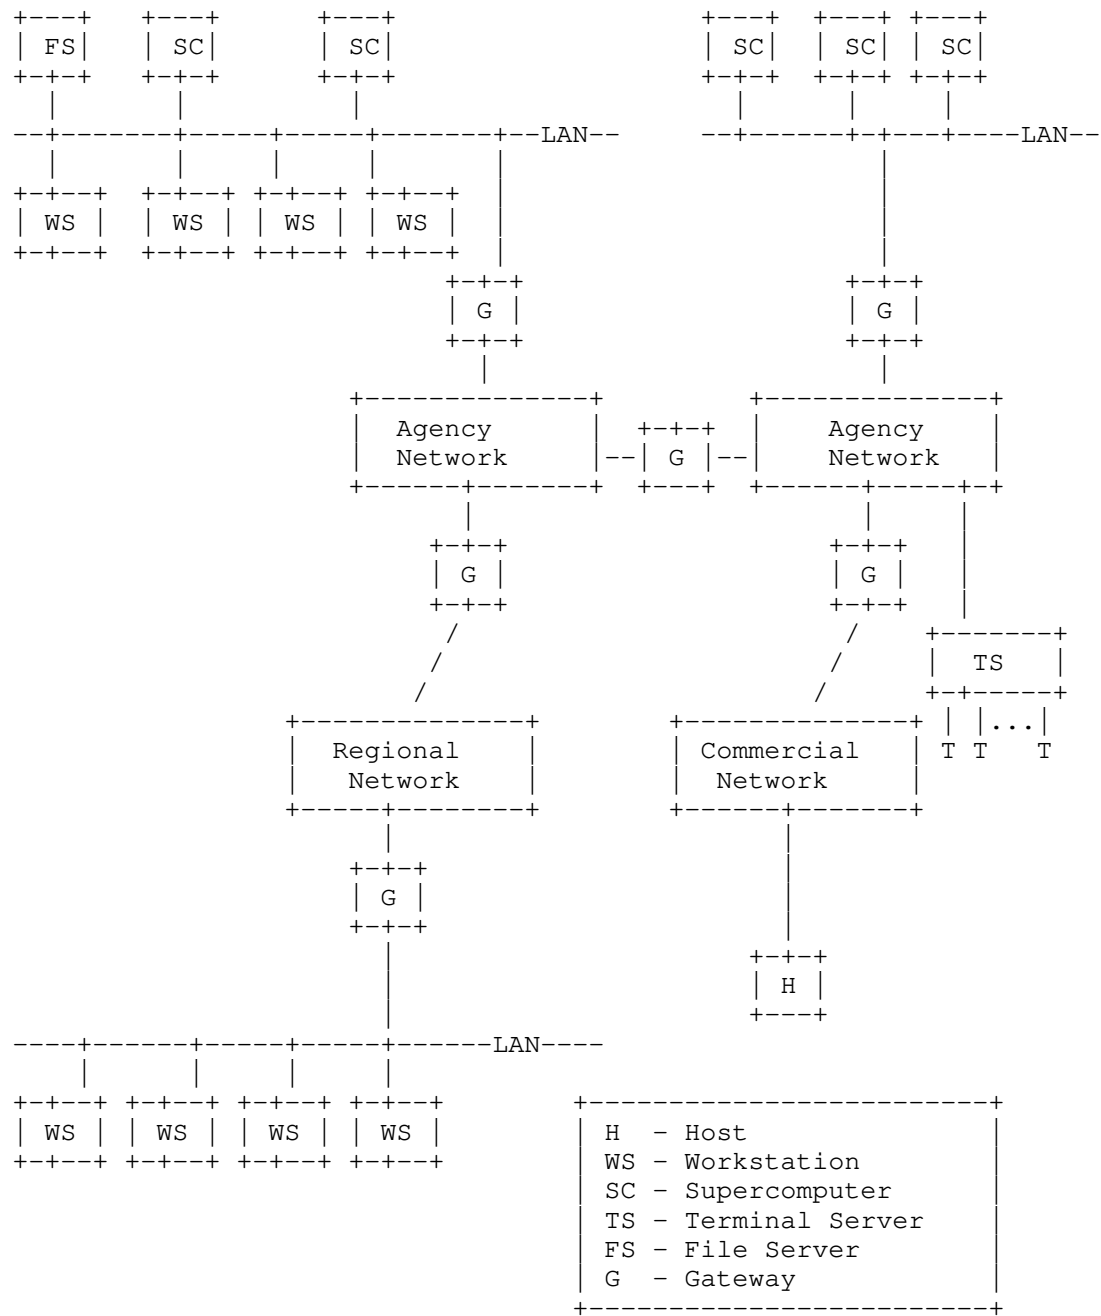 FS SC SC SC SC SC
LAN LAN
WS WS WS WS
G G
Agency Agency
Network G Network
G G
TS
Regional Commercial T T ... T
Network Network
G
H
LAN
WS WS WS WS
H - Host
WS - Workstation
SC - Supercomputer
TS - Terminal Server
FS - File Server
G - Gateway